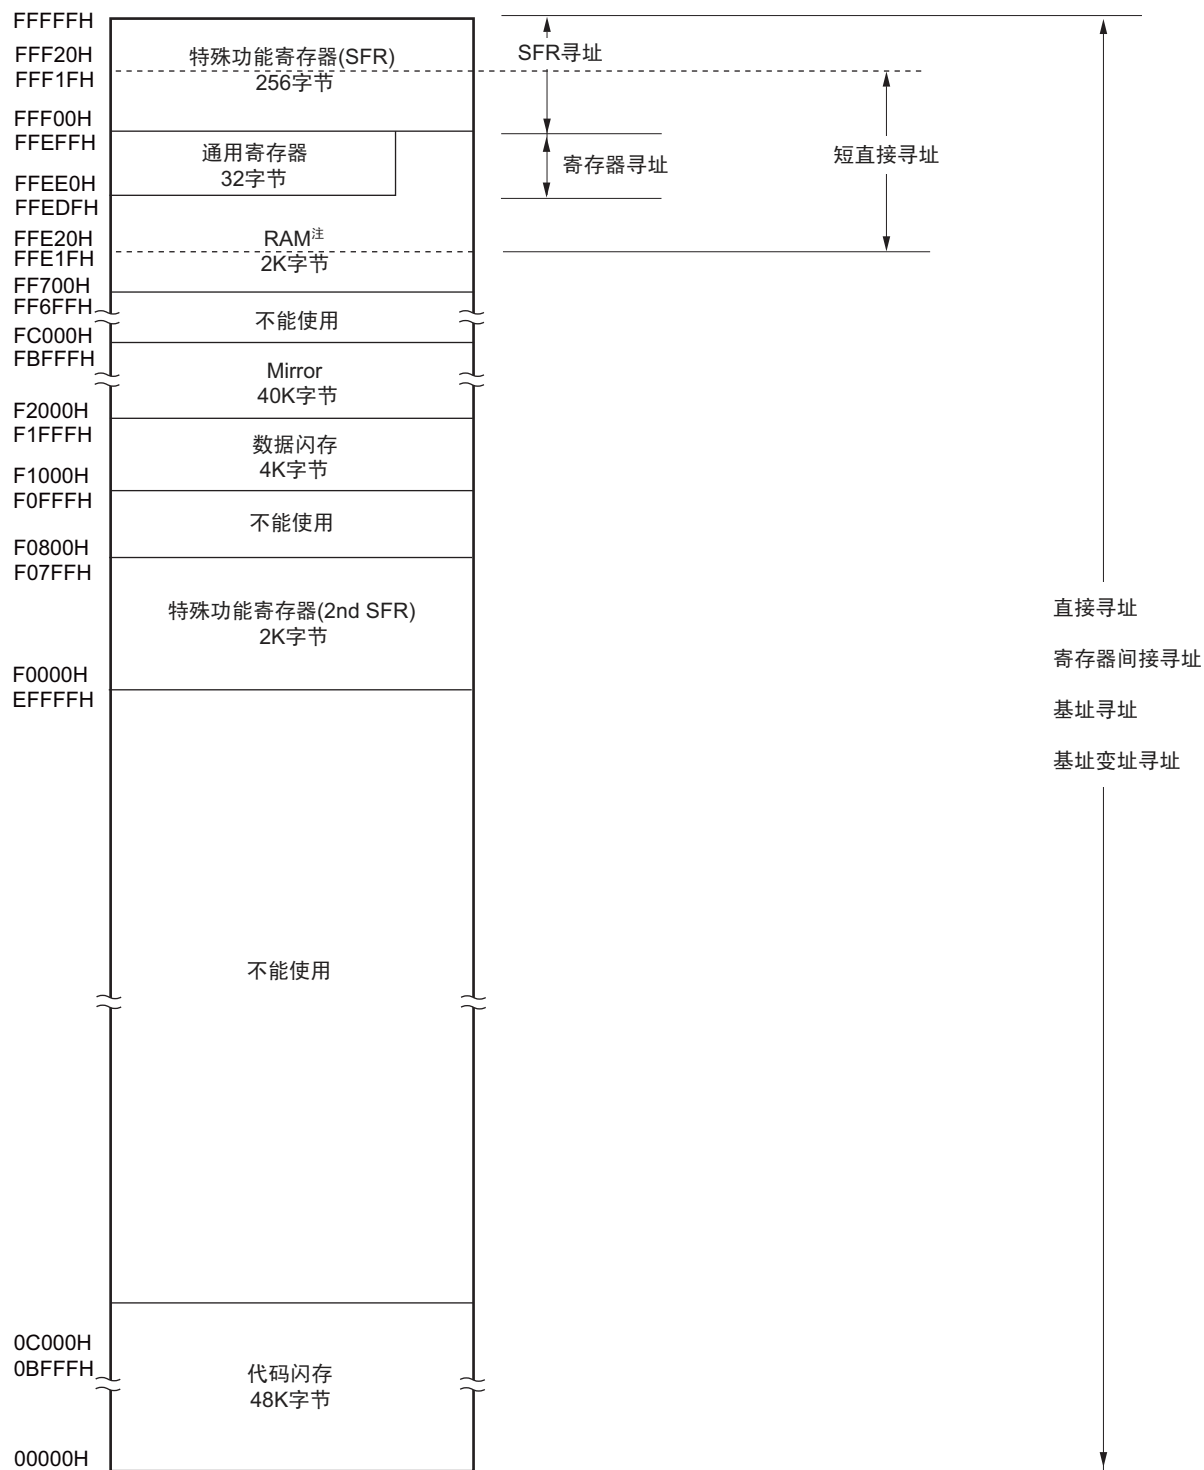 FFFFFH
FFF20H
FFF1FH
特殊功能寄存器(SFR)
256字节
SFR寻址
FFF00H
FFEFFH
通用寄存器
32字节
寄存器寻址
短直接寻址
FFEE0H
FFEDFH
FFE20H
FFE1FH
RAM注
2K字节
FF700H
FF6FFH
不能使用
FC000H
FBFFFH
Mirror
40K字节
F2000H
F1FFFH
数据闪存
4K字节
F1000H
F0FFFH
不能使用
F0800H
F07FFH
特殊功能寄存器(2nd SFR)
2K字节
F0000H
EFFFFH
直接寻址
寄存器间接寻址
基址寻址
基址变址寻址
不能使用
0C000H
0BFFFH
代码闪存
48K字节
00000H